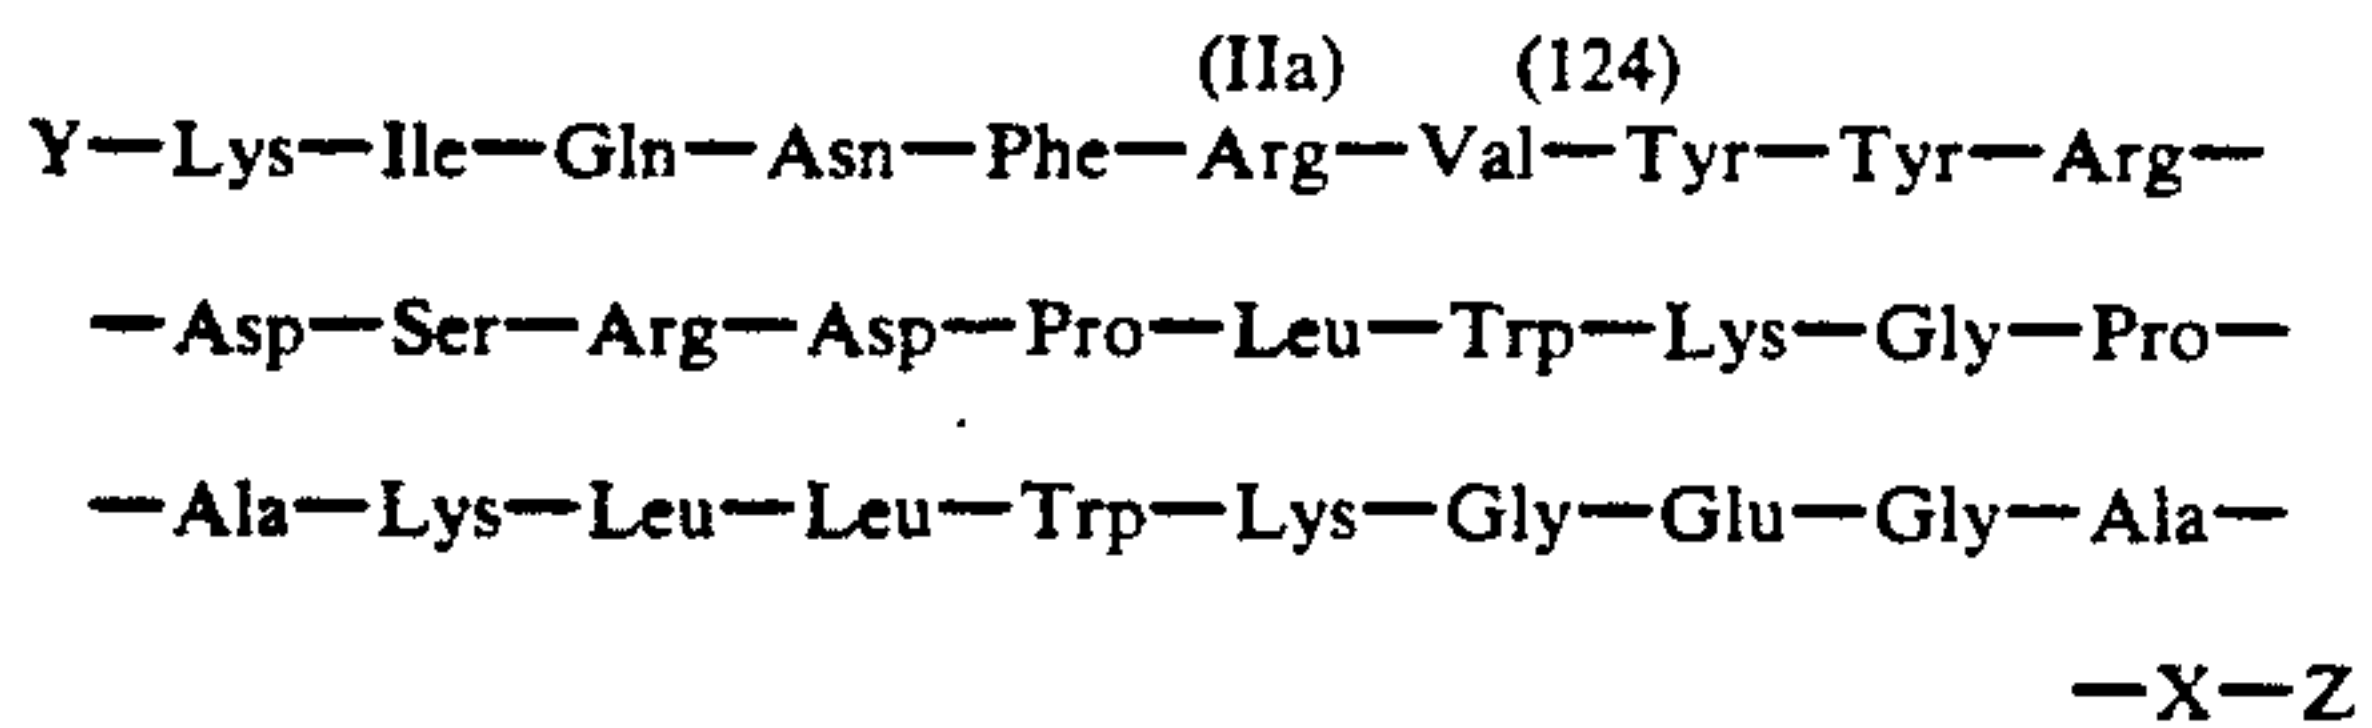 (IIa) (124)
Y—Lys—Ile—Gln—Asn—Phe—Arg—Val—Tyr—Tyr—Arg—
—Asp—Ser—Arg—Asp—Pro—Leu—Trp—Lys—Gly—Pro—
—Ala—Lys—Leu—Leu—Trp—Lys—Gly—Glu—Gly—Ala—
—X—Z